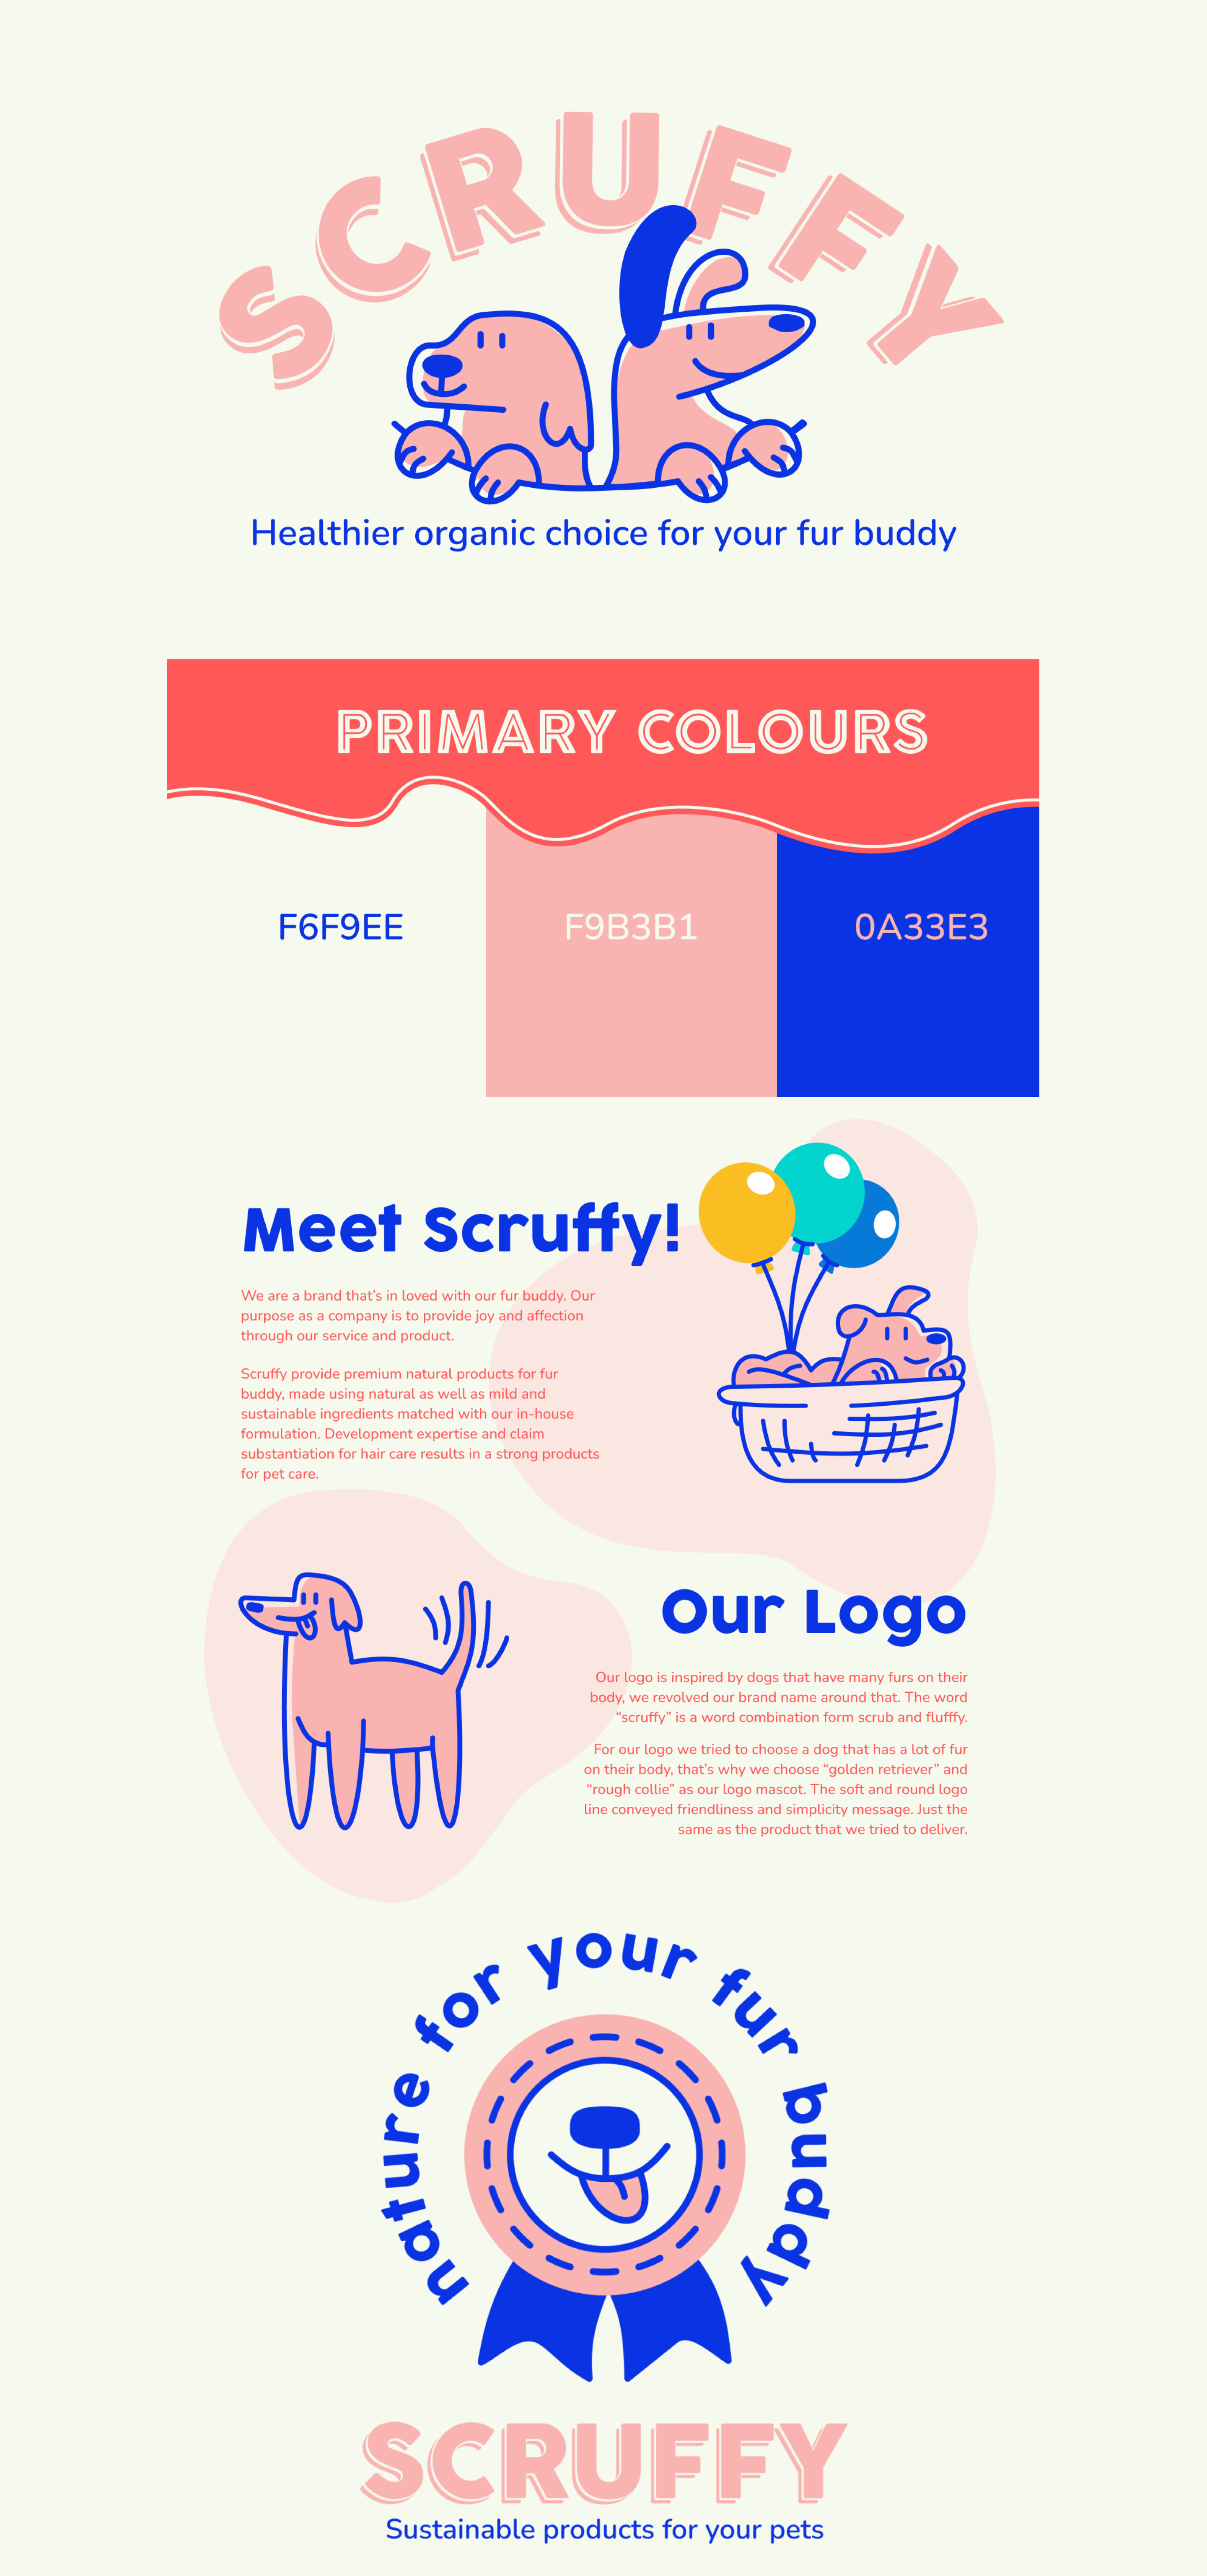 SCRUFFY
Healthier organic choice for your fur buddy
PRIMARY COLOURS
F6F9EE
F9B3B1
0A33E3
Meet Scruffy!
We are a brand that's in loved with our fur buddy. Our
purpose as a company is to provide joy and affection
through our service and product.
Scruffy provide premium natural products for fur
buddy, made using natural as well as mild and
sustainable ingredients matched with our in-house
formulation. Development expertise and claim
substantiation for hair care results in a strong products
for pet care.
Our Logo
Our logo is inspired by dogs that have many furs on their
body, we revolved our brand name around that. The word
“scruffy” is a word combination form scrub and flufffy.
For our logo we tried to choose a dog that has a lot of fur
on their body, that's why we choose “golden retriever” and
“rough collie” as our logo mascot. The soft and round logo
line conveyed friendliness and simplicity message. Just the
same as the product that we tried to deliver.
nature for your fur buddy
SCRUFFY
Sustainable products for your pets